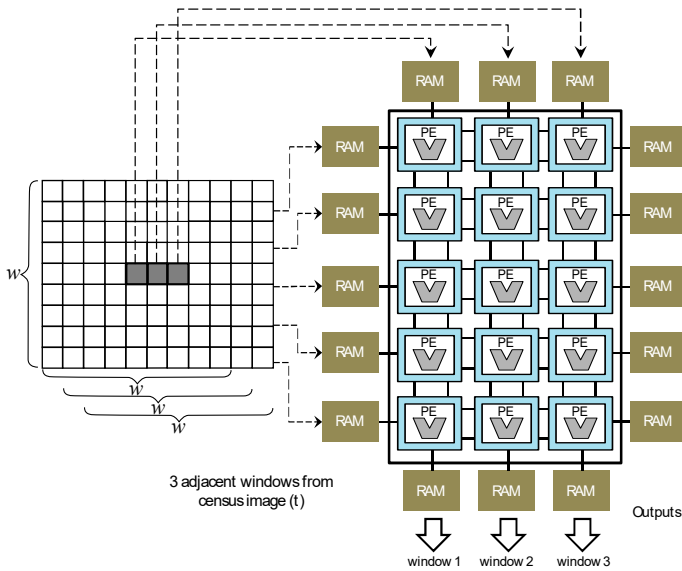 RAM RAM RAM
RAM PE PE PE RAM
RAM PE PE PE RAM
w
RAM PE PE PE RAM
RAM PE PE PE RAM
w
w
w
RAM PE PE PE RAM
3 adjacent windows from
census image (t)
RAM RAM RAM
Outputs
window 1 window 2 window 3